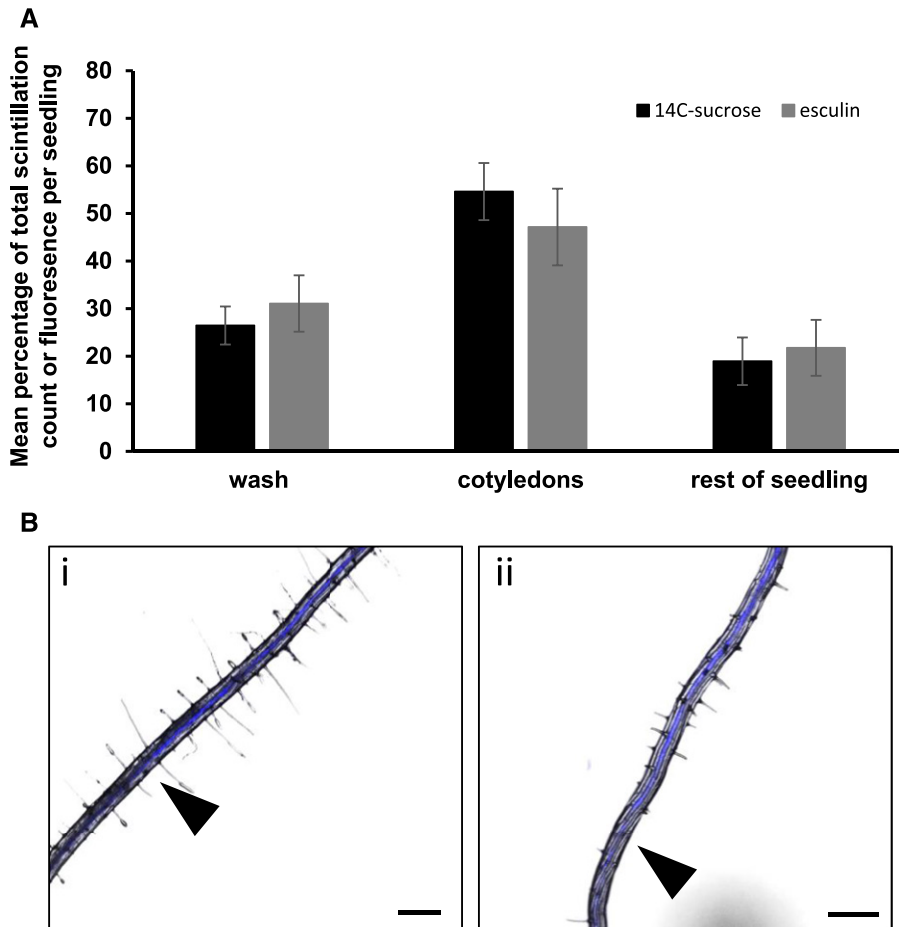 A
Mean percentage of total scintillation
count or fluoresence per seedling
80
70
60
50
40
30
20
10
0
14C-sucrose
esculin
wash
cotyledons
rest of seedling
B
i
ii